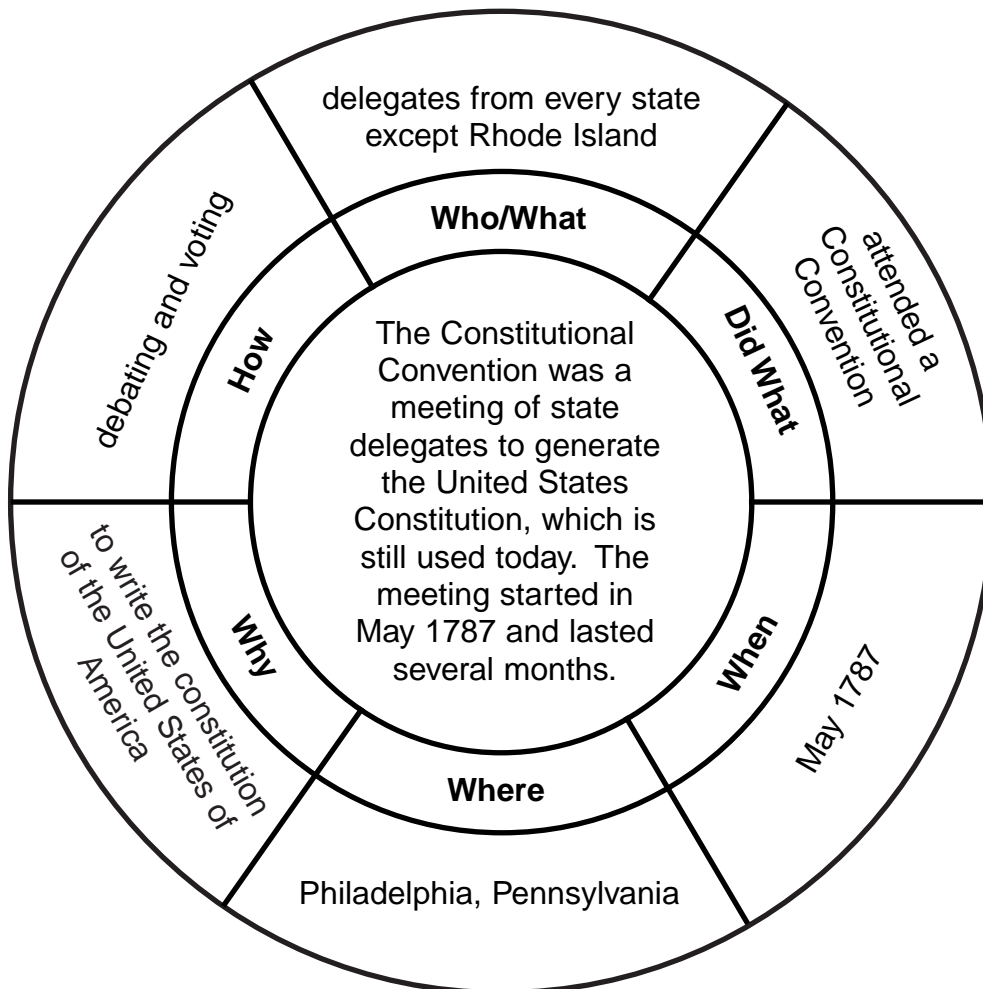 delegates from every state
except Rhode Island
Who/What
attended a
Constitutional
Convention
Did What
May 1787
When
Philadelphia, Pennsylvania
Where
to write the constitution
of the United States of
America
Why
debating and voting
How
The Constitutional
Convention was a
meeting of state
delegates to generate
the United States
Constitution, which is
still used today. The
meeting started in
May 1787 and lasted
several months.